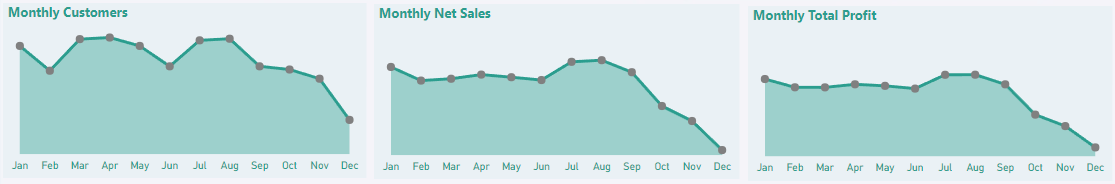 Monthly Customers
Jan Feb Mar Apr May Jun Jul Aug Sep Oct Nov Dec
Monthly Net Sales
Jan Feb Mar Apr May Jun Jul Aug Sep Oct Nov Dec
Monthly Total Profit
Jan Feb Mar Apr May Jun Jul Aug Sep Oct Nov Dec